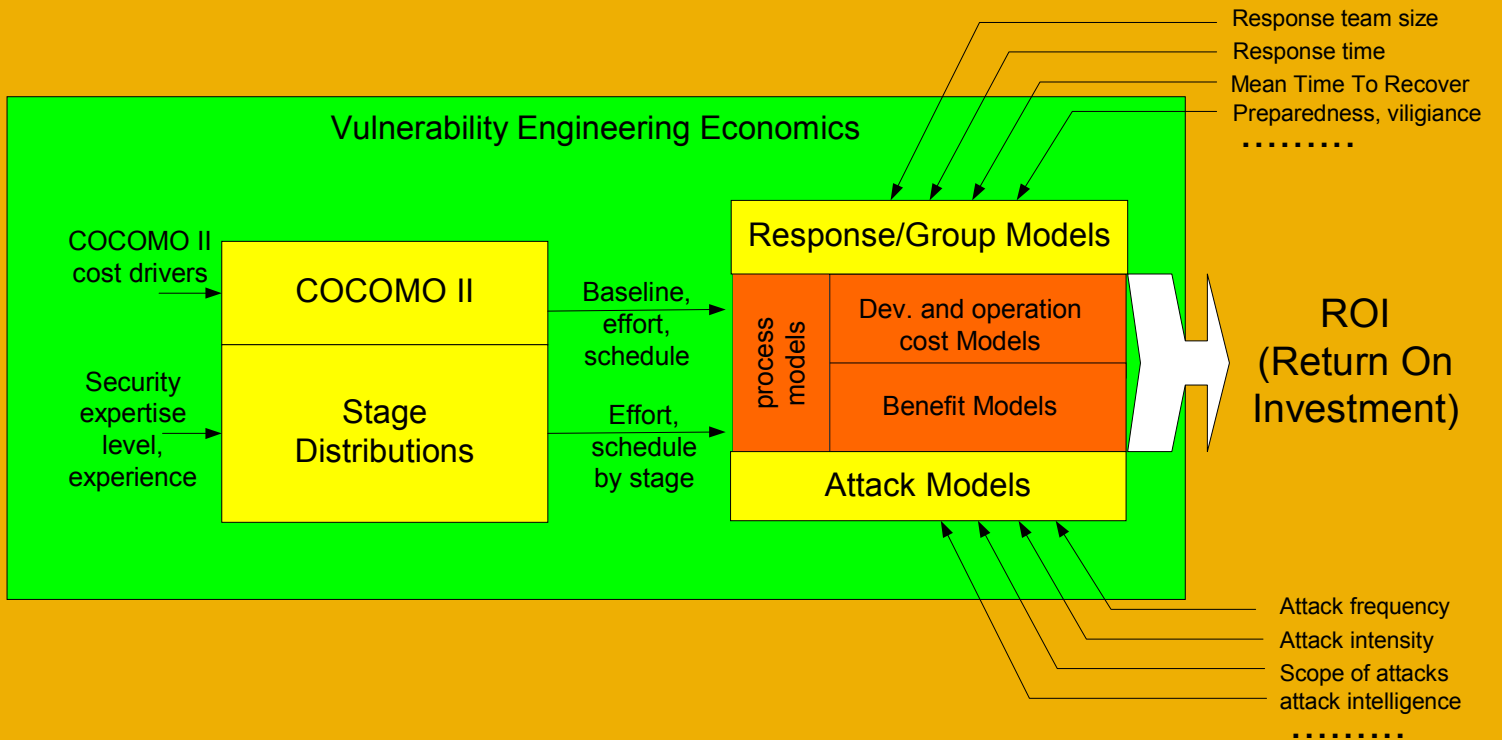 Response team size
Response time
Mean Time To Recover
Preparedness, viligiance
.........
Vulnerability Engineering Economics
COCOMO II
cost drivers
COCOMO II
Baseline,
effort,
schedule
Security
expertise
level,
experience
Stage
Distributions
Effort,
schedule
by stage
Response/Group Models
process
models
Dev. and operation
cost Models
Benefit Models
Attack Models
ROI
(Return On
Investment)
Attack frequency
Attack intensity
Scope of attacks
attack intelligence
.........